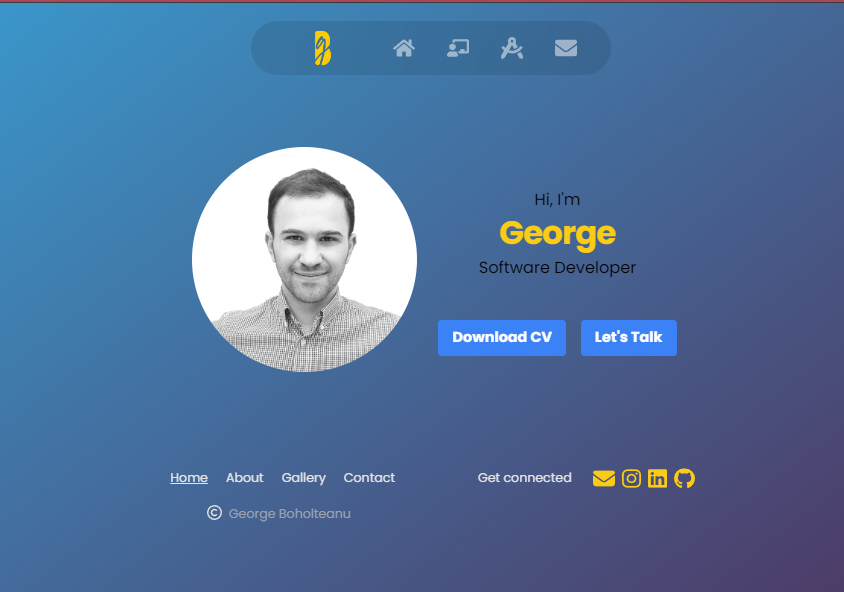 Hi, I'm
George
Software Developer
Download CV
Let's Talk
Home About Gallery Contact
Get connected
© George Boholteanu